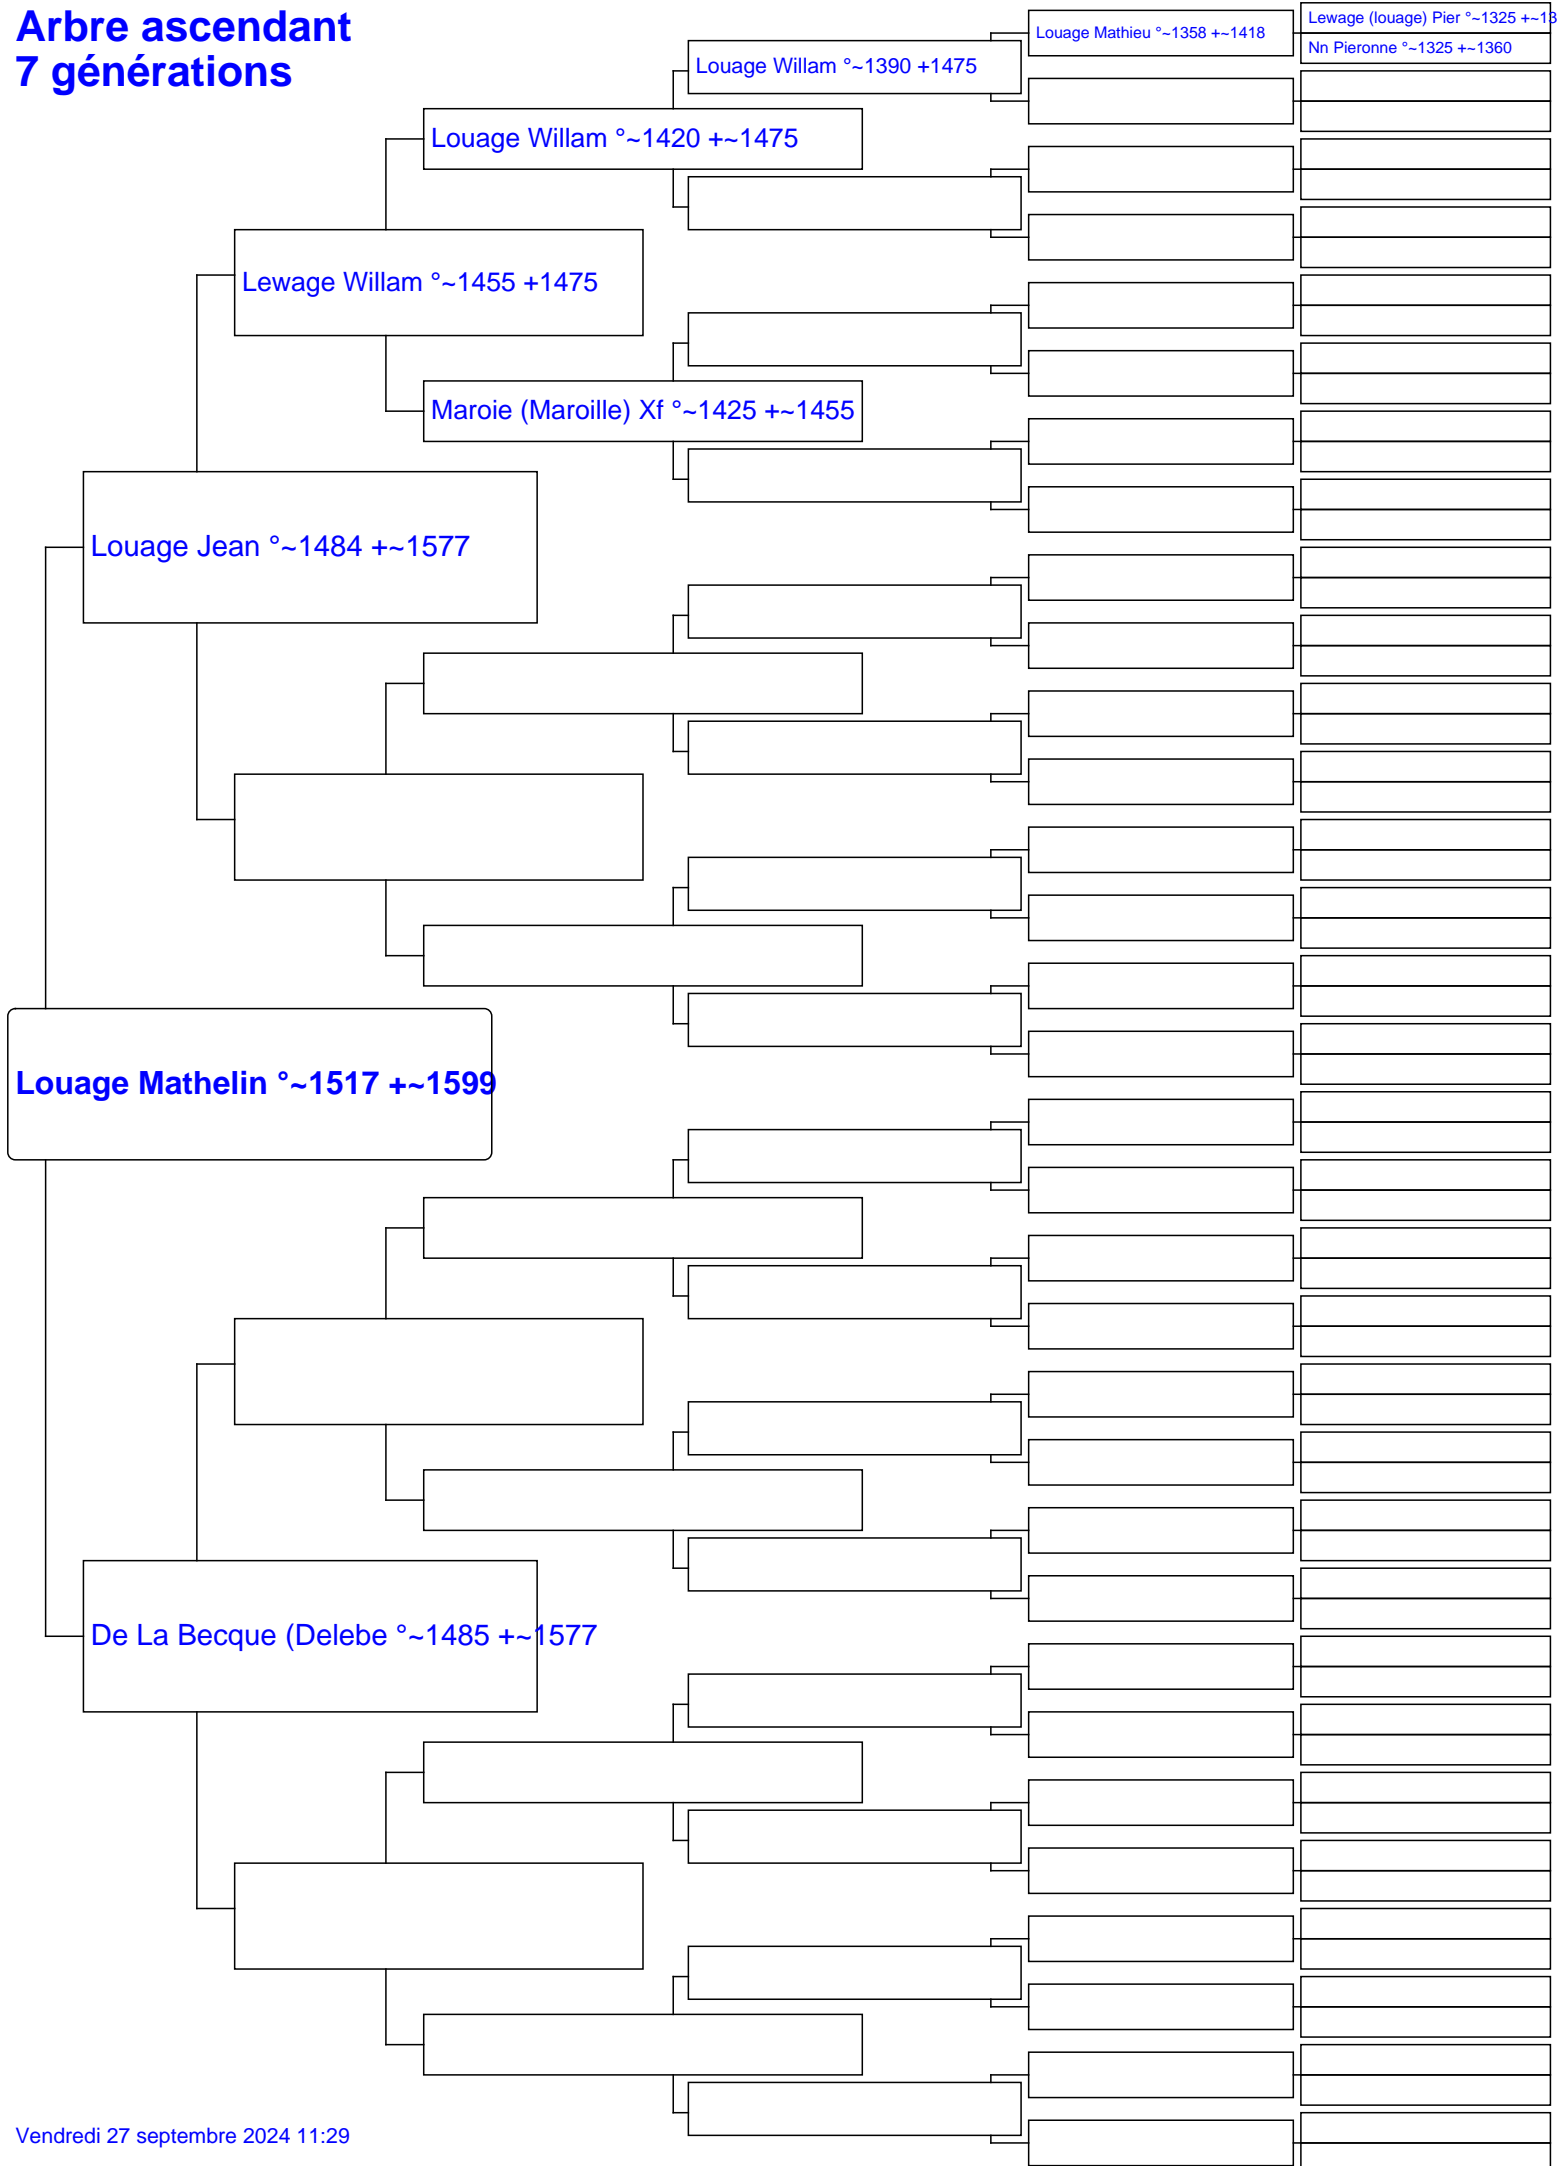 Arbre ascendant
7 générations
Lewage (louage) Pier °~1325 +~13
Louage Mathieu °~1358 +~1418
Nn Pieronne °~1325 +~1360
Louage Willam °~1390 +1475
Louage Willam °~1420 +~1475
Lewage Willam °~1455 +1475
Maroie (Maroille) Xf °~1425 +~1455
Louage Jean °~1484 +~1577
Louage Mathelin °~1517 +~1599
De La Becque (Delebe °~1485 +~1577
Vendredi 27 septembre 2024 11:29